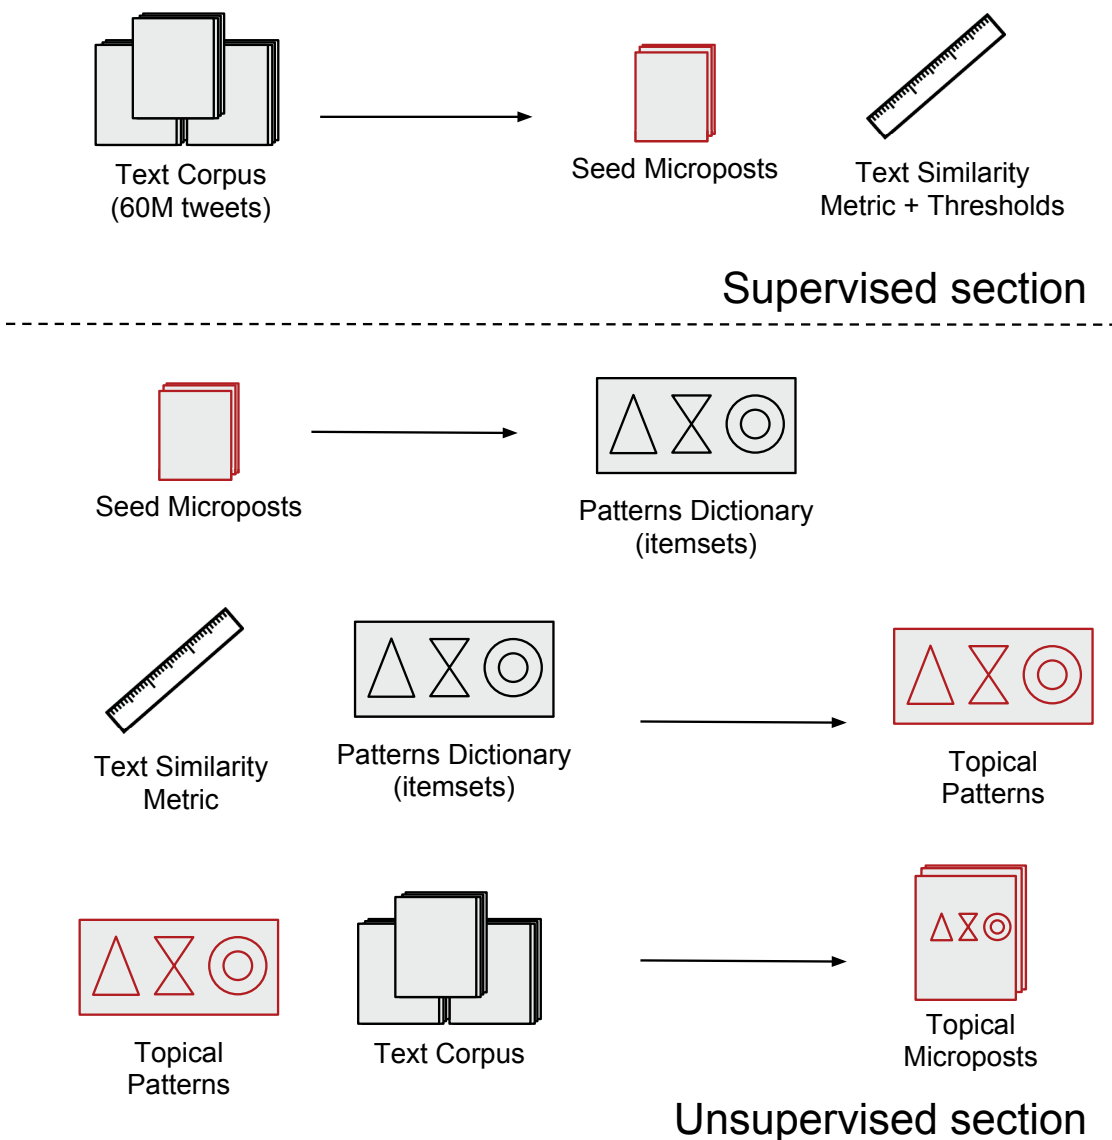 Text Corpus
(60M tweets)
Seed Microposts
Text Similarity
Metric + Thresholds
Supervised section
Seed Microposts
Patterns Dictionary
(itemsets)
Text Similarity
Metric
Patterns Dictionary
(itemsets)
Topical
Patterns
Topical
Patterns
Text Corpus
Topical
Microposts
Unsupervised section